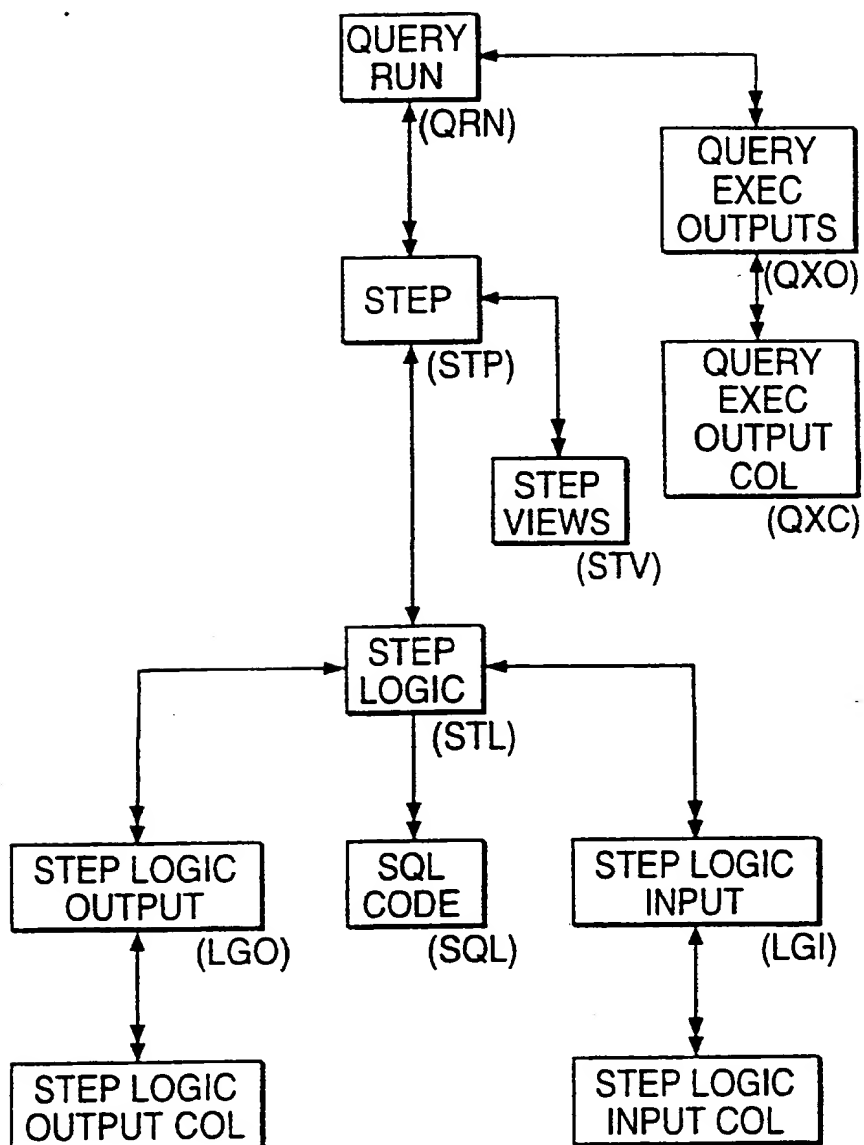 QUERY
RUN
(QRN)
QUERY
EXEC
OUTPUTS
(QXO)
STEP
(STP)
QUERY
EXEC
OUTPUT
COL
(QXC)
STEP
VIEWS
(STV)
STEP
LOGIC
(STL)
STEP LOGIC
OUTPUT
(LGO)
SQL
CODE
(SQL)
STEP LOGIC
INPUT
(LGI)
STEP LOGIC
OUTPUT COL
STEP LOGIC
INPUT COL